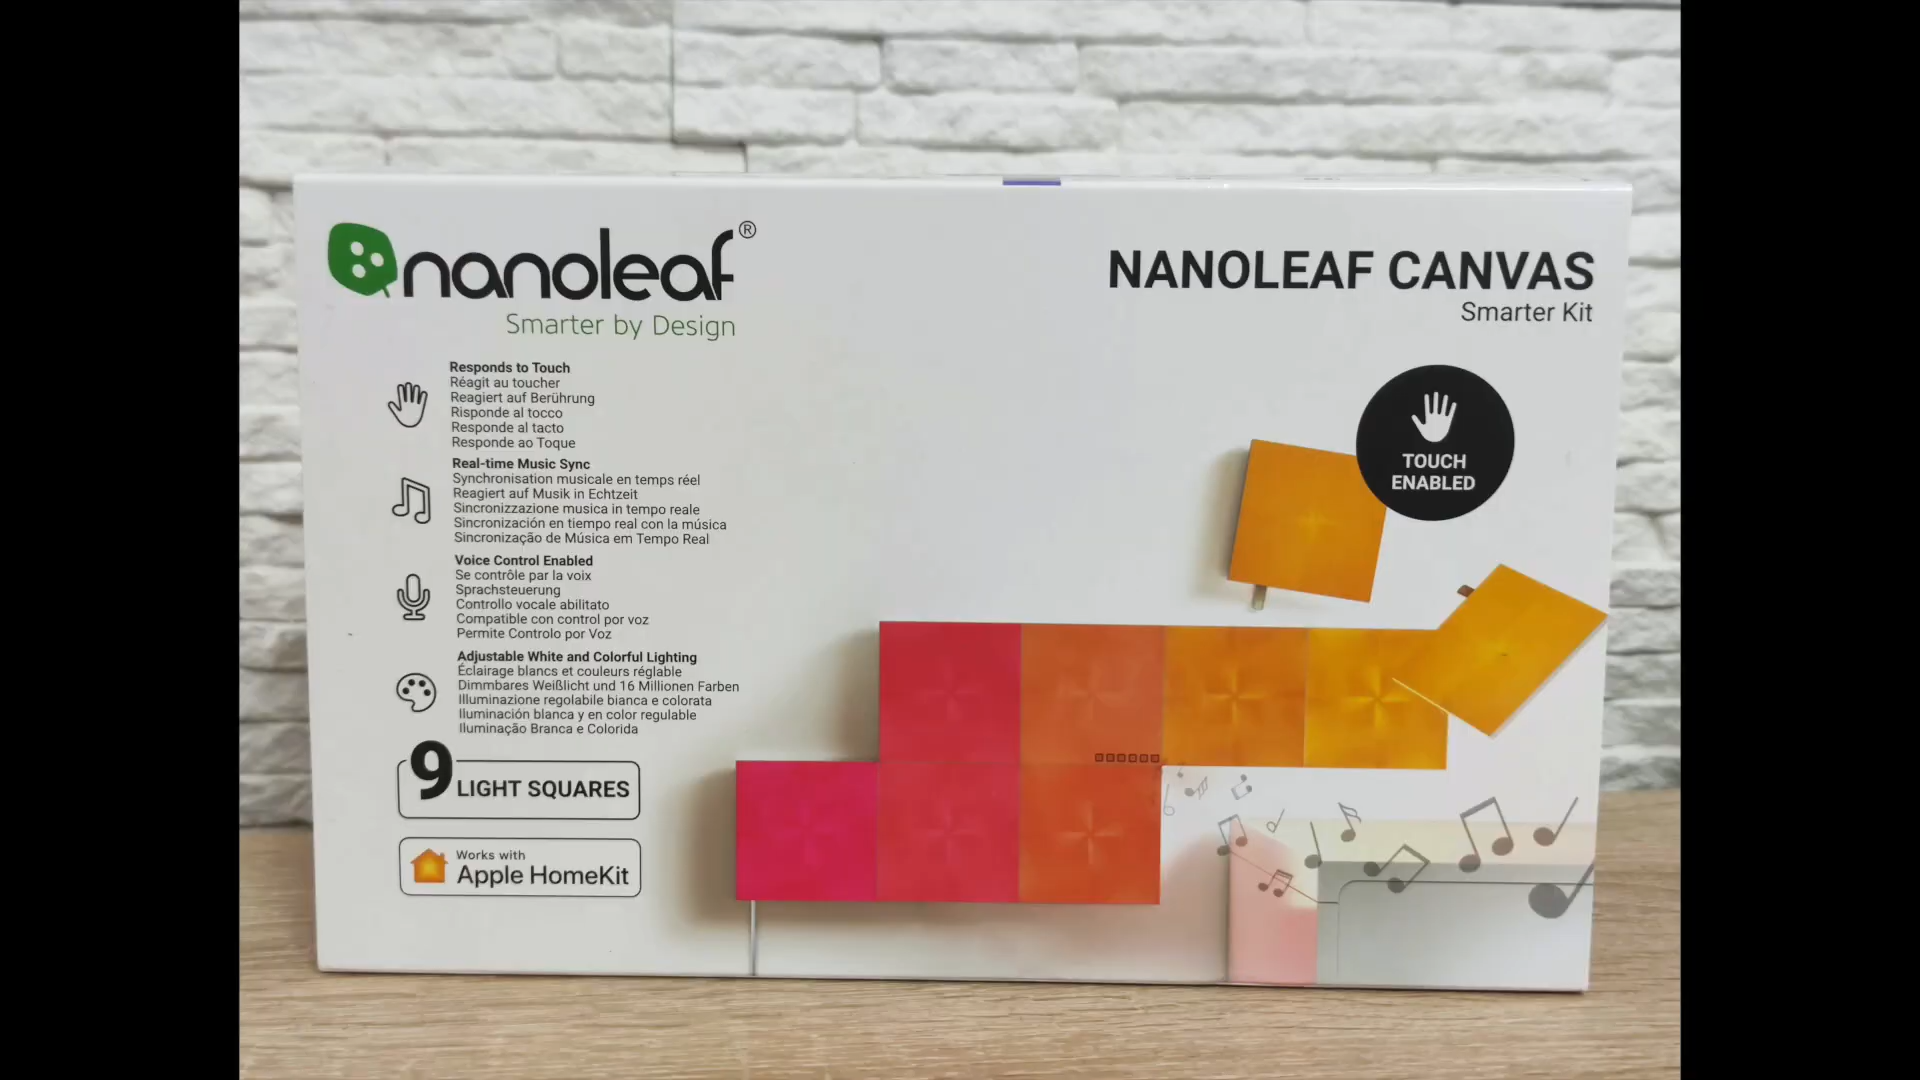 nanoleaf®
Smarter by Design
NANOLEAF CANVAS
Smarter Kit
Responds to Touch
Réagit au toucher
Reagiert auf Berührung
Risponde al tocco
Responde al tacto
Responde ao Toque
Real-time Music Sync
Synchronisation musicale en temps réel
Reagiert auf Musik in Echtzeit
Sincronizzazione musica in tempo reale
Sincronización en tiempo real con la música
Sincronização de Música em Tempo Real
Voice Control Enabled
Se contrôle par la voix
Sprachsteuerung
Controllo vocale abilitato
Compatible con control por voz
Permite Controlo por Voz
Adjustable White and Colorful Lighting
Éclairage blancs et couleurs réglable
Dimmbares Weißlicht und 16 Millionen Farben
Illuminazione regolabile bianca e colorata
Iluminación blanca y en color regulable
Iluminação Branca e Colorida
9 LIGHT SQUARES
Works with
Apple HomeKit
TOUCH
ENABLED